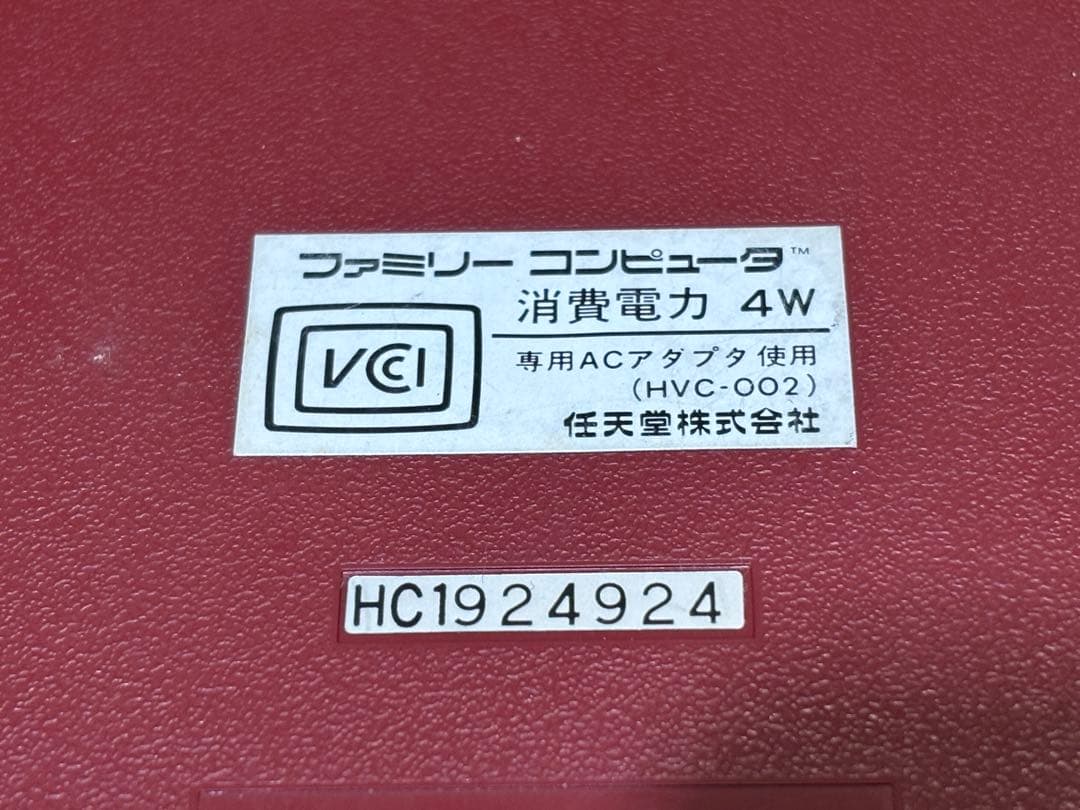 ファミリー コンピュータ™
消費電力 4W
VCCI
専用ACアダプタ使用
(HVC-002)
任天堂株式会社
HC1924924